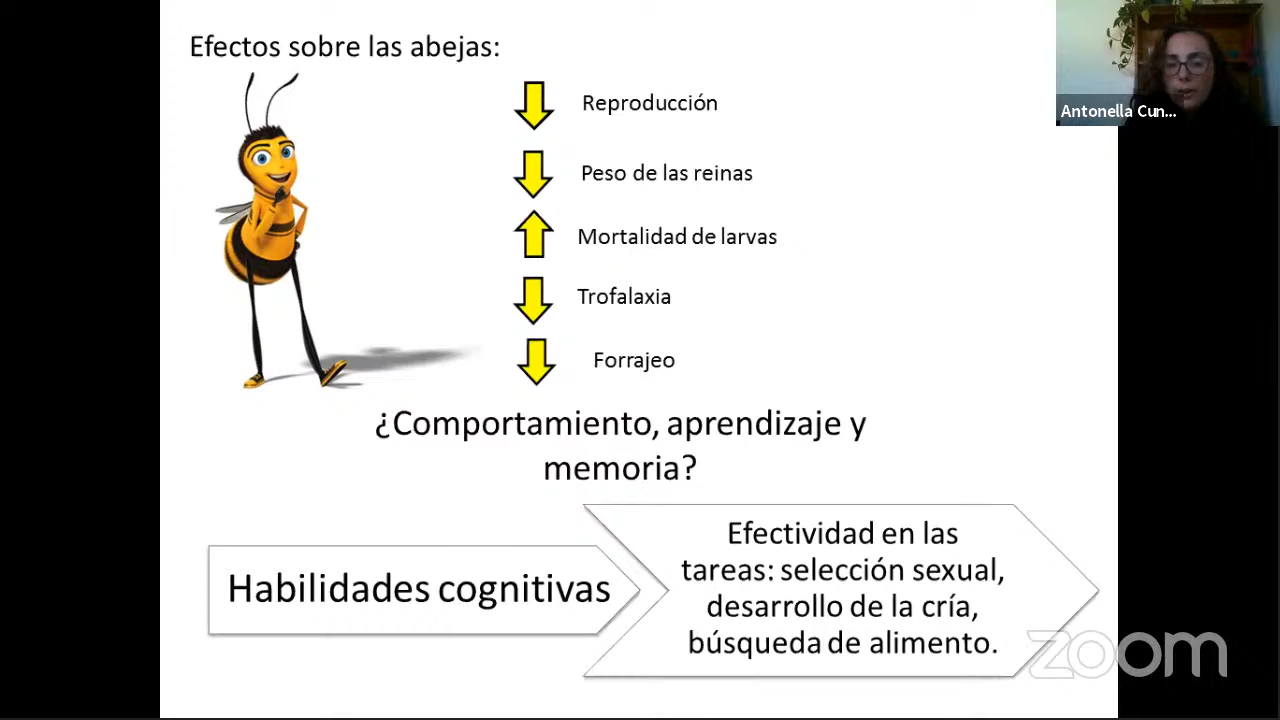 Efectos sobre las abejas:
Reproducción
Peso de las reinas
Mortalidad de larvas
Trofalaxia
Forrajeo
¿Comportamiento, aprendizaje y
memoria?
Habilidades cognitivas
Efectividad en las
tareas: selección sexual,
desarrollo de la cría,
búsqueda de alimento.
Antonella Cun...
zoom